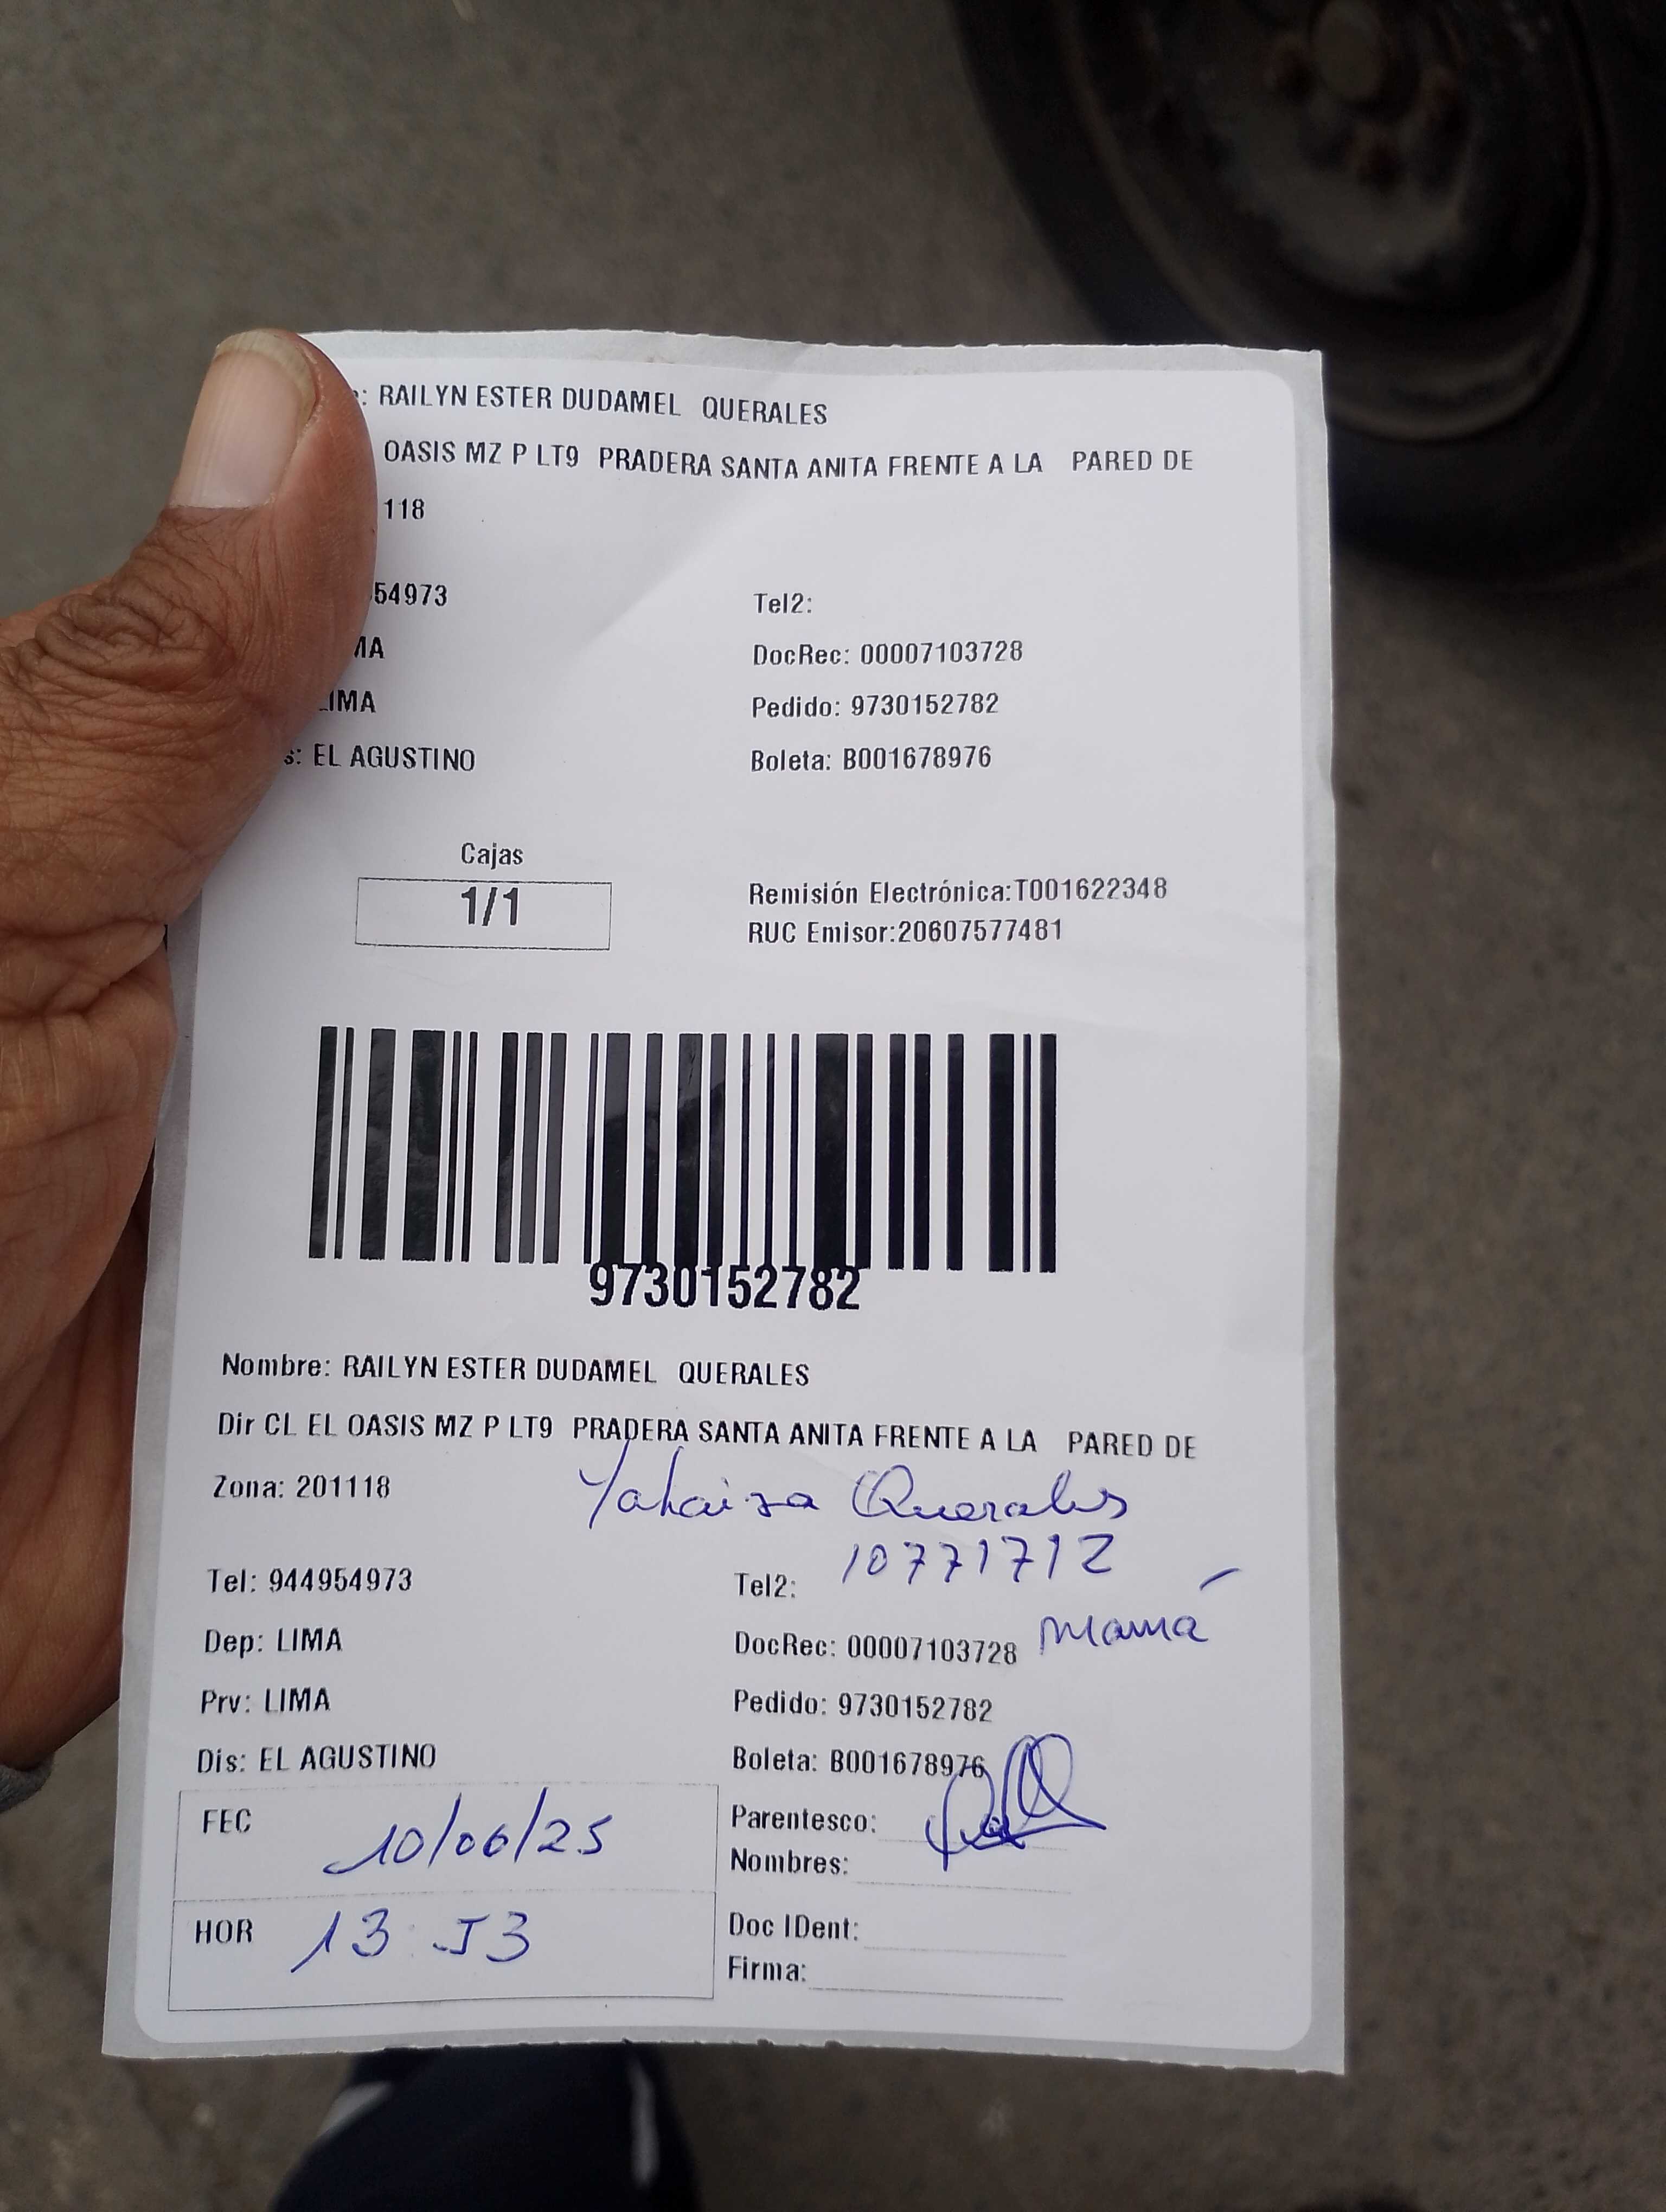 : RAILYN ESTER DUDAMEL QUERALES
OASIS MZ P LT9 PRADERA SANTA ANITA FRENTE A LA PARED DE
118
54973
Tel2:
MA
DocRec: 00007103728
LIMA
Pedido: 9730152782
s: EL AGUSTINO
Boleta: B001678976
Cajas
1/1
Remisión Electrónica:T001622348
RUC Emisor:20607577481
9730152782
Nombre: RAILYN ESTER DUDAMEL QUERALES
Dir CL EL OASIS MZ P LT9 PRADERA SANTA ANITA FRENTE A LA PARED DE
Zona: 201118
Querales
10771712
Tel: 944954973
Tel2:
Mamá
Dep: LIMA
DocRec: 00007103728
Prv: LIMA
Pedido: 9730152782
Dis: EL AGUSTINO
Boleta: B001678976
FEC 10/06/25
Parentesco:
Nombres:
HOR 13:53
Doc IDent:
Firma: